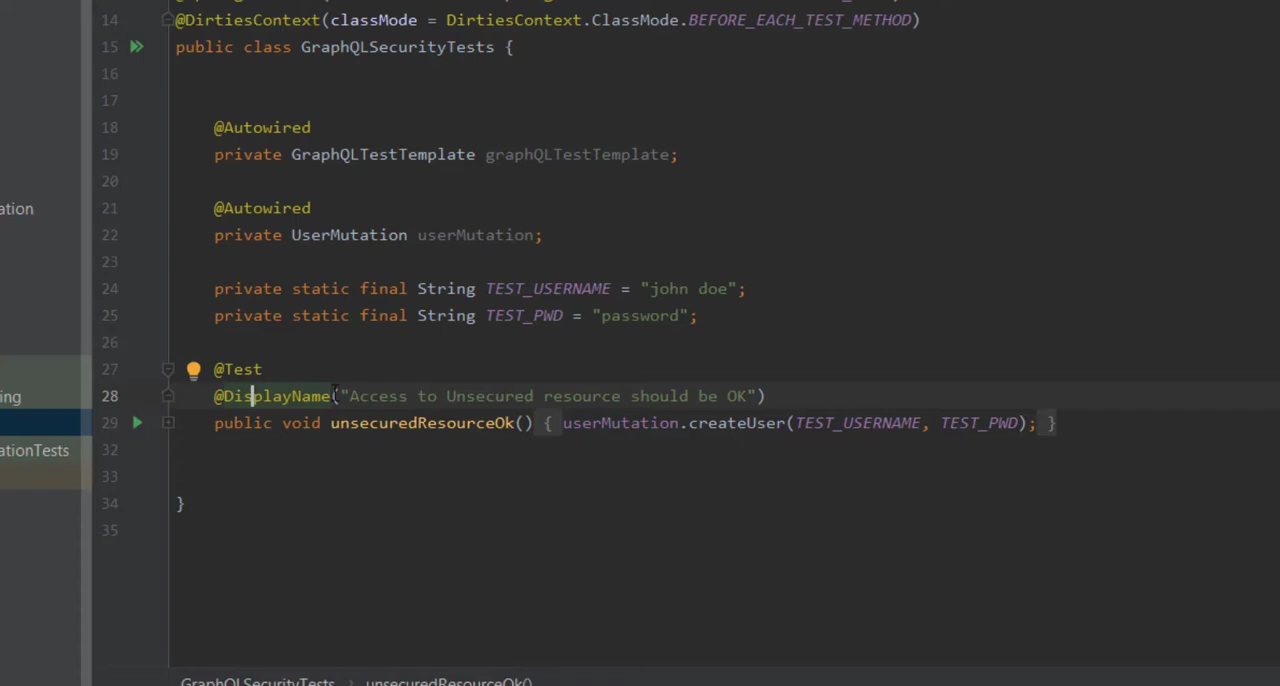 14 @DirtiesContext(classMode = DirtiesContext.ClassMode.BEFORE_EACH_TEST_METHOD)
15 public class GraphQLSecurityTests {
16
17
18 @Autowired
19 private GraphQLTestTemplate graphQLTestTemplate;
20
ation
21 @Autowired
22 private UserMutation userMutation;
23
24 private static final String TEST_USERNAME = "john doe";
25 private static final String TEST_PWD = "password";
26
27 @Test
ing
28 @DisplayName("Access to Unsecured resource should be OK")
29 public void unsecuredResourceOk() { userMutation.createUser(TEST_USERNAME, TEST_PWD); }
ationTests
32
33
34 }
35
GraphQLSecurityTests › unsecuredResourceOk()